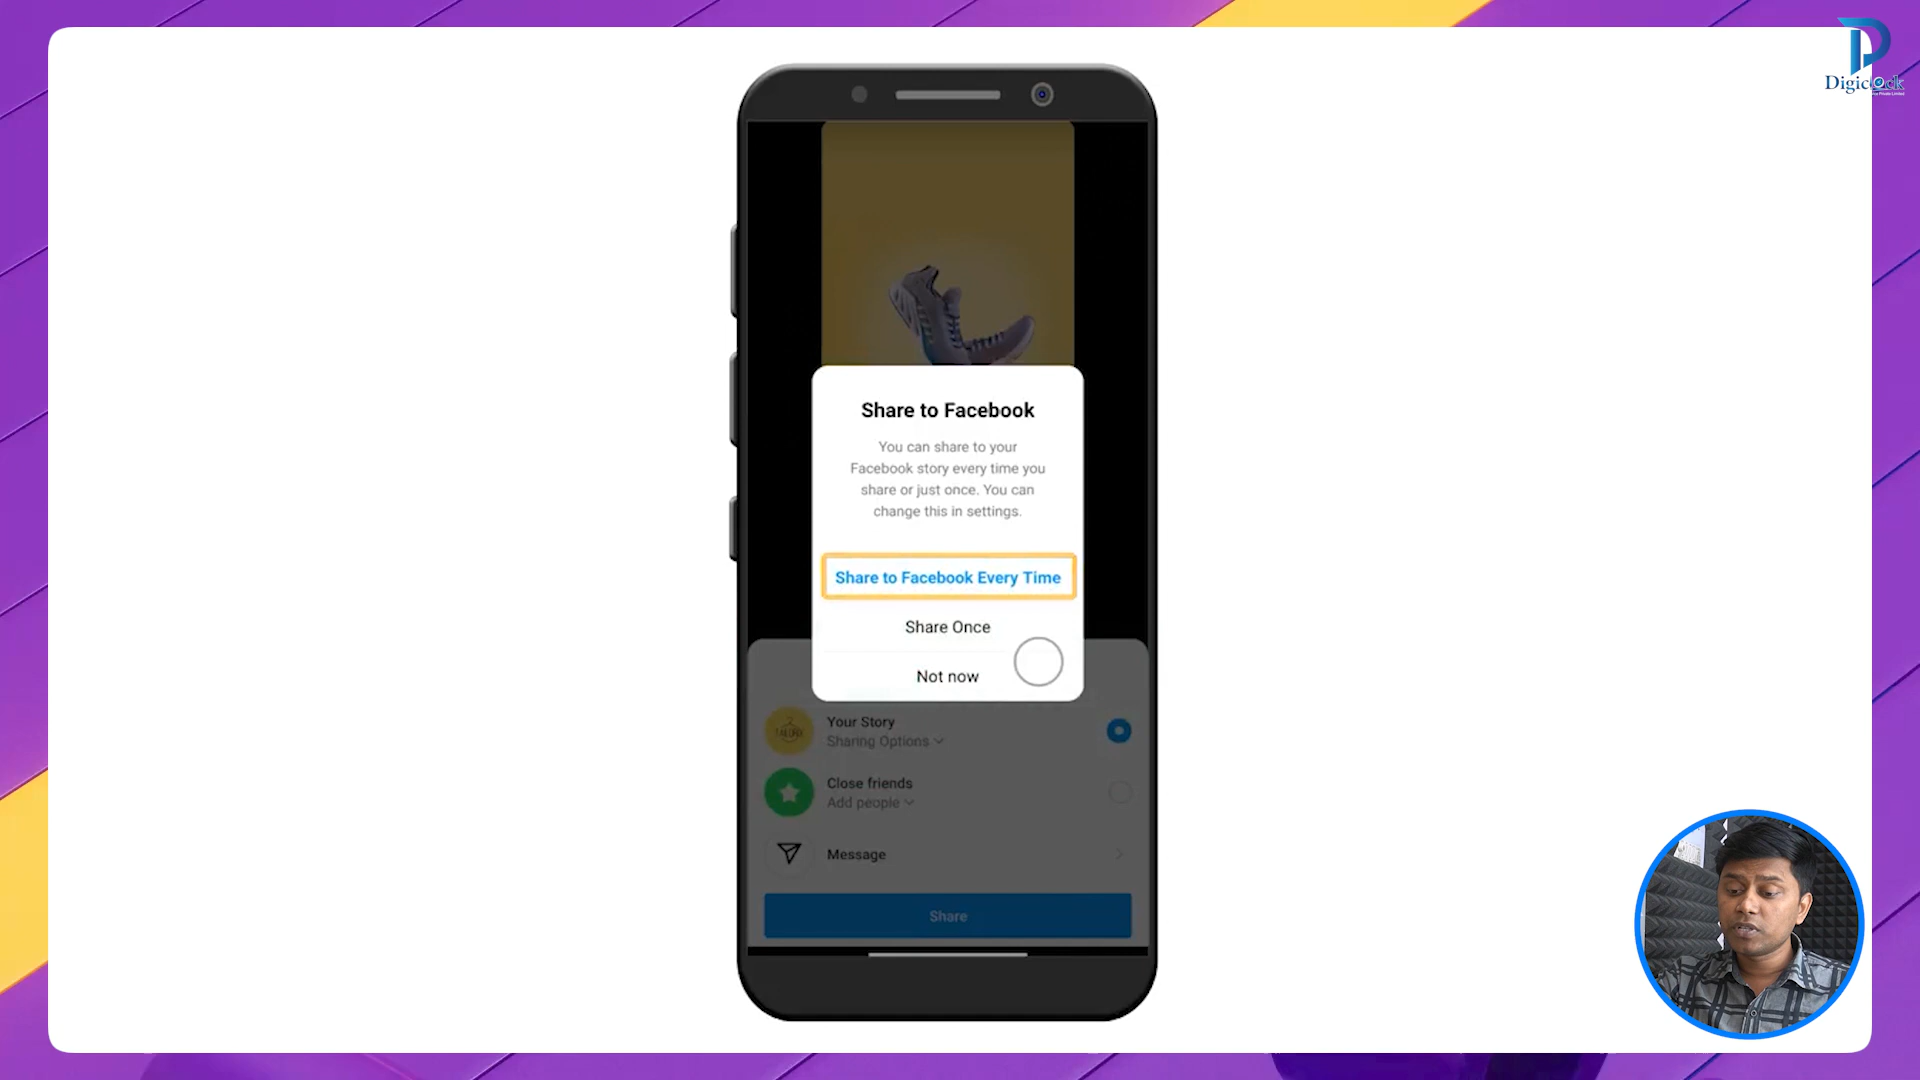 Digiclock
Share to Facebook
You can share to your
Facebook story every time you
share or just once. You can
change this in settings.
Share to Facebook Every Time
Share Once
Not now
Your Story
Sharing Options
Close friends
Add people
Message
Share